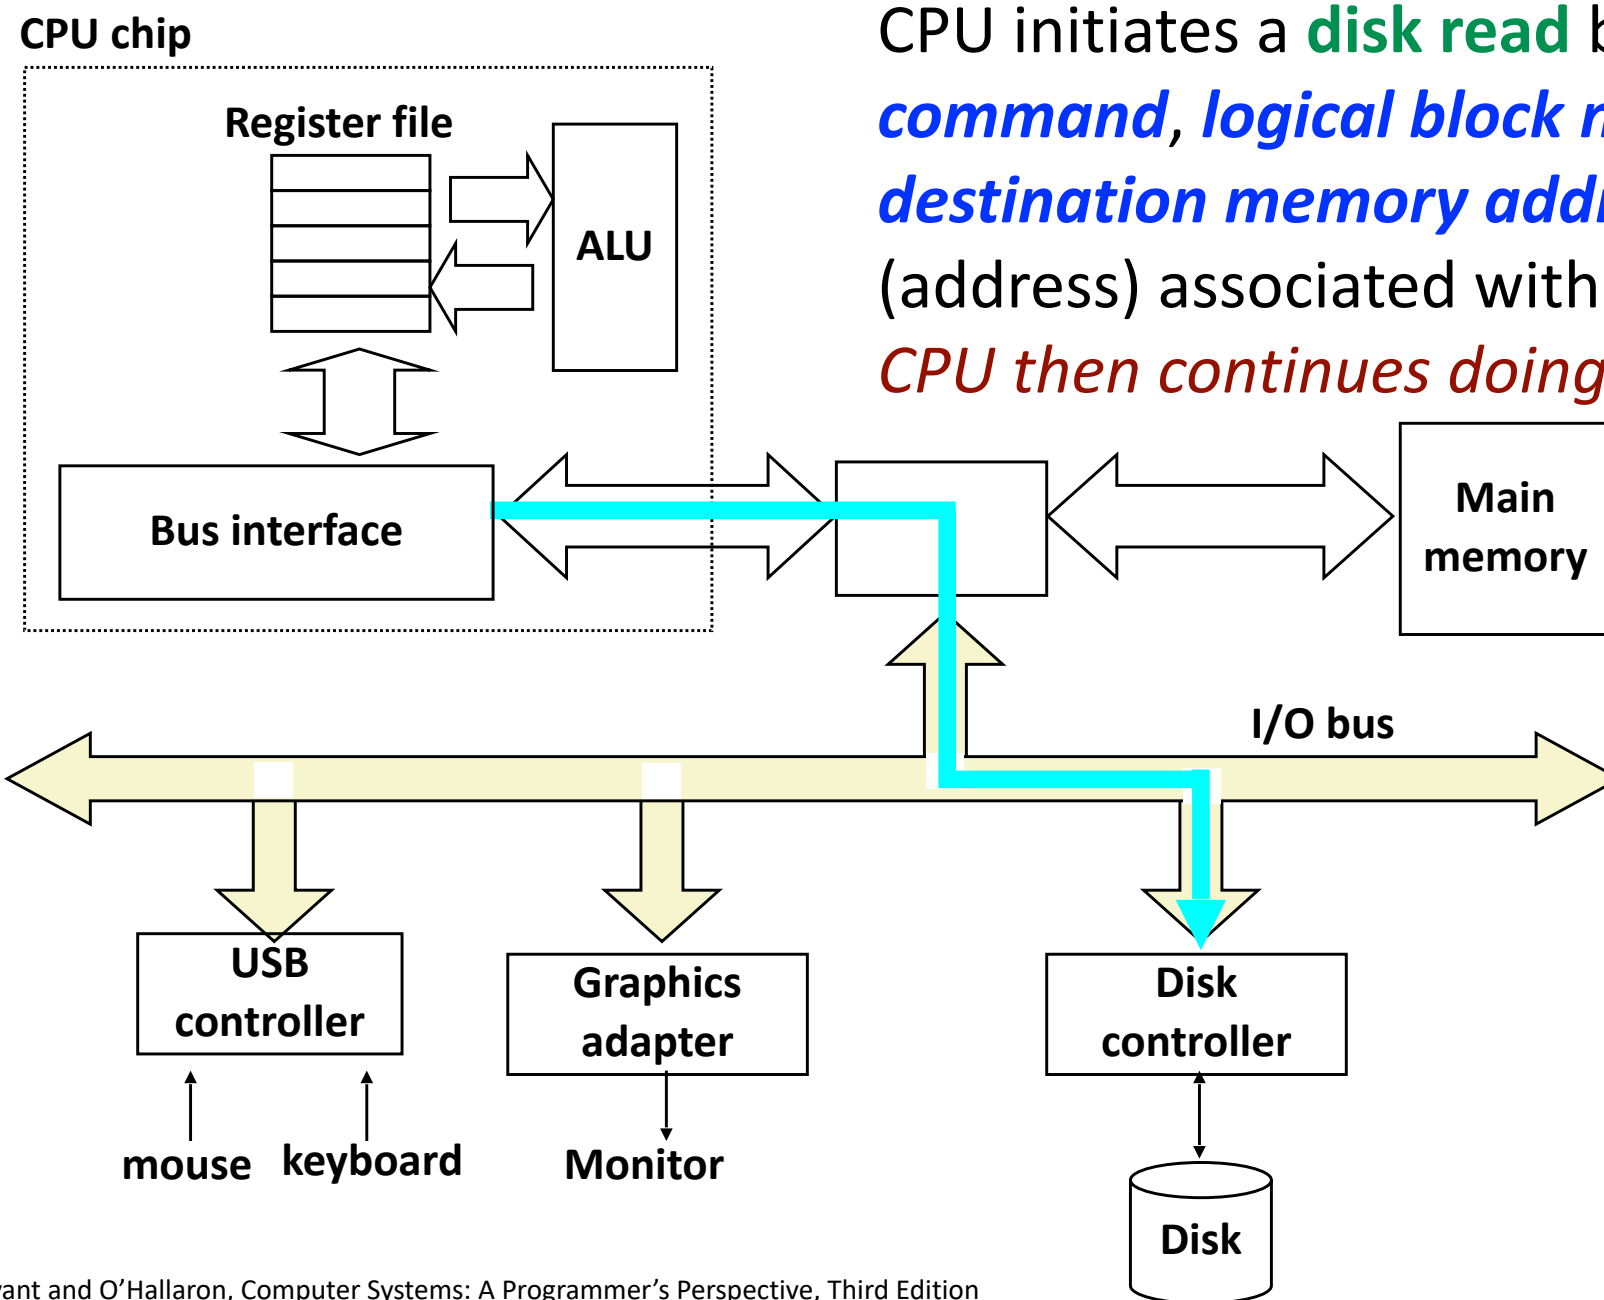 CPU chip
CPU initiates a disk read
command, logical block
destination memory
(address) associated with
CPU then continues doing
Register file
ALU
Bus interface
Main
memory
I/O bus
USB
controller
Graphics
adapter
Disk
controller
mouse
keyboard
Monitor
Disk
and O'Hallaron, Computer Systems: A Programmer's Perspective, Third Edition